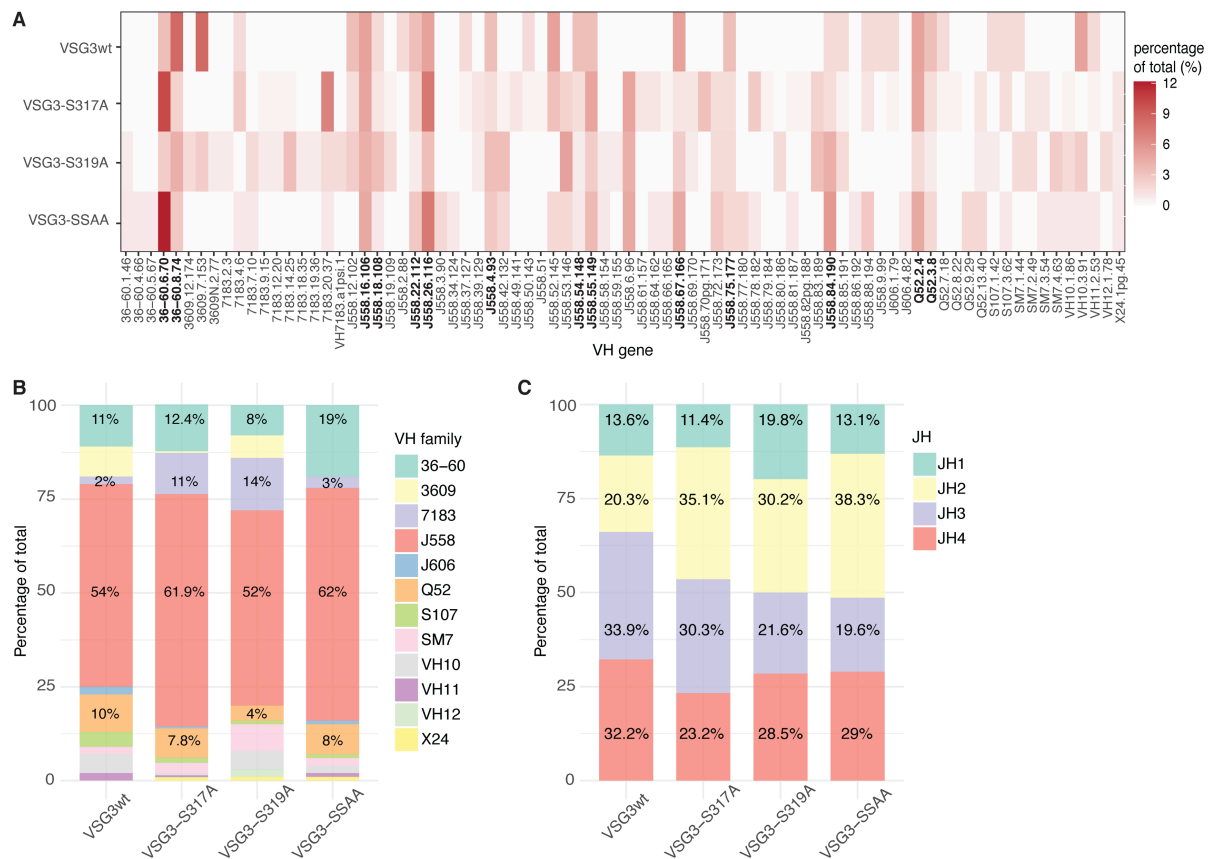 A
VSG3wt
VSG3-S317A
VSG3-S319A
VSG3-SSAA
percentage
of total (%)
12
9
6
3
0
36-60.1.46
36-60.4.66
36-60.5.67
36-60.6.70
36-60.8.74
3609.12.174
3609.7.153
3609N.2.77
7183.2.3
7183.4.6
7183.7.10
7183.9.15
7183.12.20
7183.14.25
7183.18.35
7183.19.36
7183.20.37
VH7183.a1psi.1
J558.12.102
J558.16.106
J558.18.108
J558.19.109
J558.2.88
J558.22.112
J558.26.116
J558.3.90
J558.34.124
J558.37.127
J558.39.129
J558.4.93
J558.42.132
J558.49.141
J558.50.143
J558.51
J558.52.145
J558.53.146
J558.54.148
J558.55.149
J558.58.154
J558.59.155
J558.6.96
J558.61.157
J558.64.162
J558.66.165
J558.67.166
J558.69.170
J558.70pg.171
J558.72.173
J558.75.177
J558.77.180
J558.78.182
J558.79.184
J558.80.186
J558.81.187
J558.82pg.188
J558.83.189
J558.84.190
J558.85.191
J558.86.192
J558.88.194
J558.9.99
J606.1.79
J606.4.82
Q52.2.4
Q52.3.8
Q52.7.18
Q52.8.22
Q52.9.29
Q52.13.40
S107.1.42
S107.3.62
SM7.1.44
SM7.2.49
SM7.3.54
SM7.4.63
VH10.1.86
VH10.3.91
VH11.2.53
VH12.1.78
X24.1pg.45
VH gene
B
Percentage of total
100
75
50
25
0
11%
2%
54%
10%
12.4%
11%
61.9%
7.8%
8%
14%
52%
4%
19%
3%
62%
8%
VSG3wt
VSG3−S317A
VSG3−S319A
VSG3−SSAA
VH family
36−60
3609
7183
J558
J606
Q52
S107
SM7
VH10
VH11
VH12
X24
C
Percentage of total
100
75
50
25
0
13.6%
20.3%
33.9%
32.2%
11.4%
35.1%
30.3%
23.2%
19.8%
30.2%
21.6%
28.5%
13.1%
38.3%
19.6%
29%
VSG3wt
VSG3−S317A
VSG3−S319A
VSG3−SSAA
JH
JH1
JH2
JH3
JH4